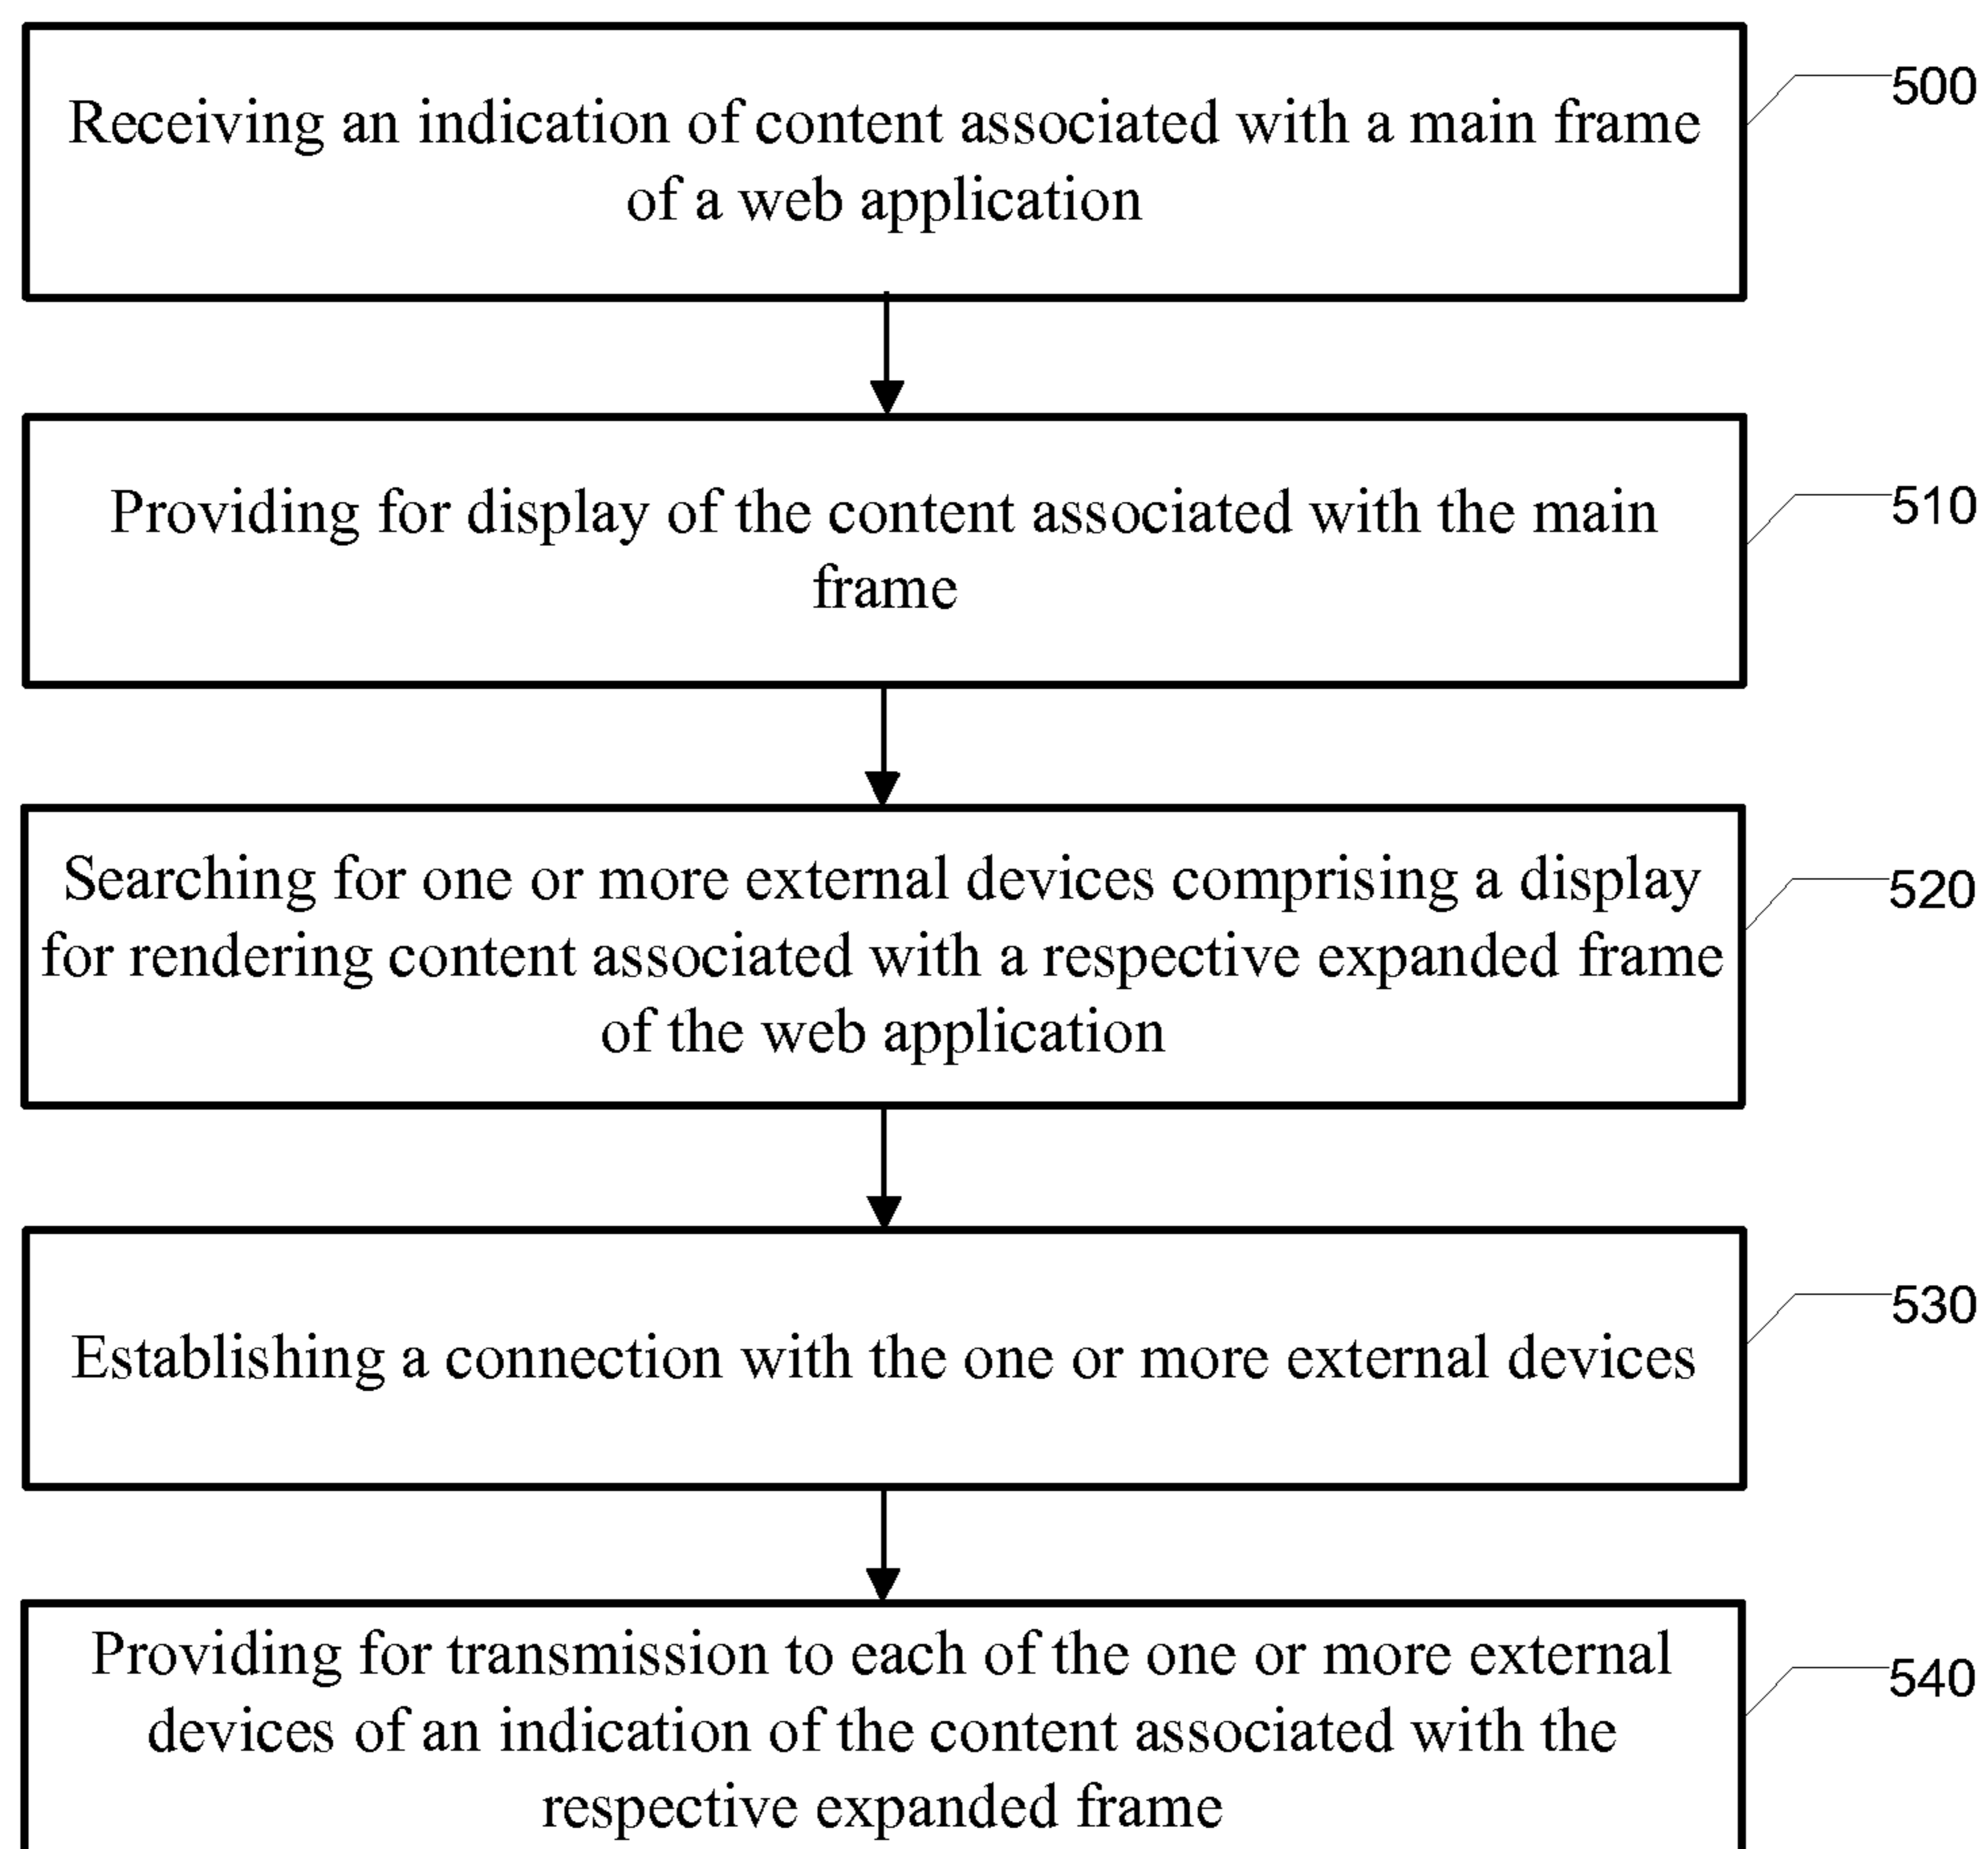 Receiving an indication of content associated with a main frame
of a web application
500
Providing for display of the content associated with the main
frame
510
Searching for one or more external devices comprising a display
for rendering content associated with a respective expanded frame
of the web application
520
Establishing a connection with the one or more external devices
530
Providing for transmission to each of the one or more external
devices of an indication of the content associated with the
respective expanded frame
540